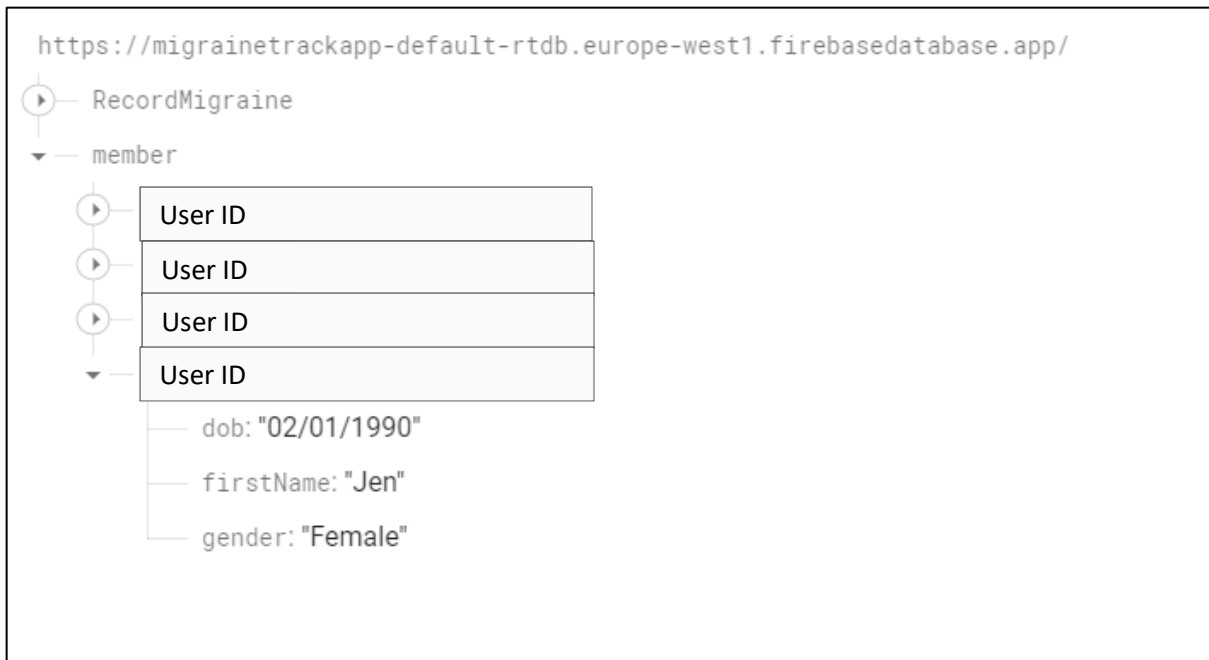 https://migrainetrackapp-default-rtdb.europe-west1.firebasedatabase.app/
RecordMigraine
member
User ID
User ID
User ID
User ID
dob: "02/01/1990"
firstName: "Jen"
gender: "Female"